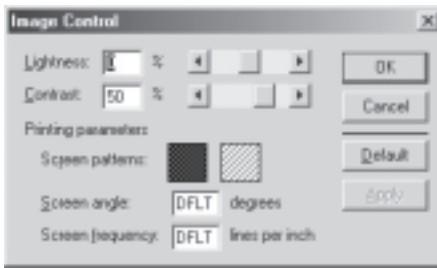 Image Control
Lightness: 0 %
Contrast: 50 %
Printing parameters
Screen patterns:
Screen angle: DFLT degrees
Screen frequency: DFLT lines per inch
OK
Cancel
Default
Apply